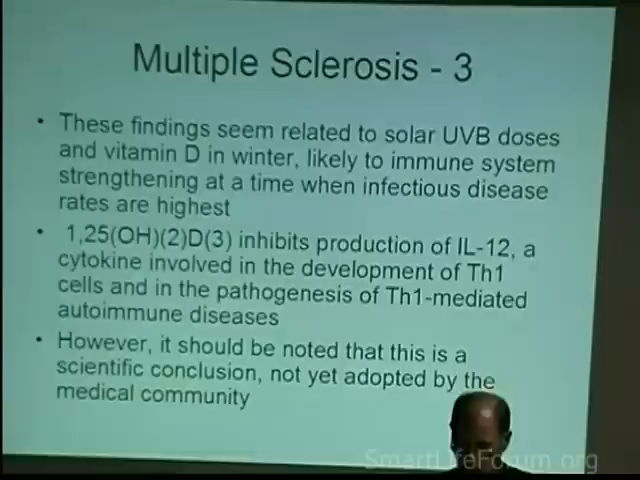 Multiple Sclerosis - 3
• These findings seem related to solar UVB doses
and vitamin D in winter, likely to immune system
strengthening at a time when infectious disease
rates are highest
• 1,25(OH)(2)D(3) inhibits production of IL-12, a
cytokine involved in the development of Th1
cells and in the pathogenesis of Th1-mediated
autoimmune diseases
• However, it should be noted that this is a
scientific conclusion, not yet adopted by the
medical community
SmartLifeForum.org